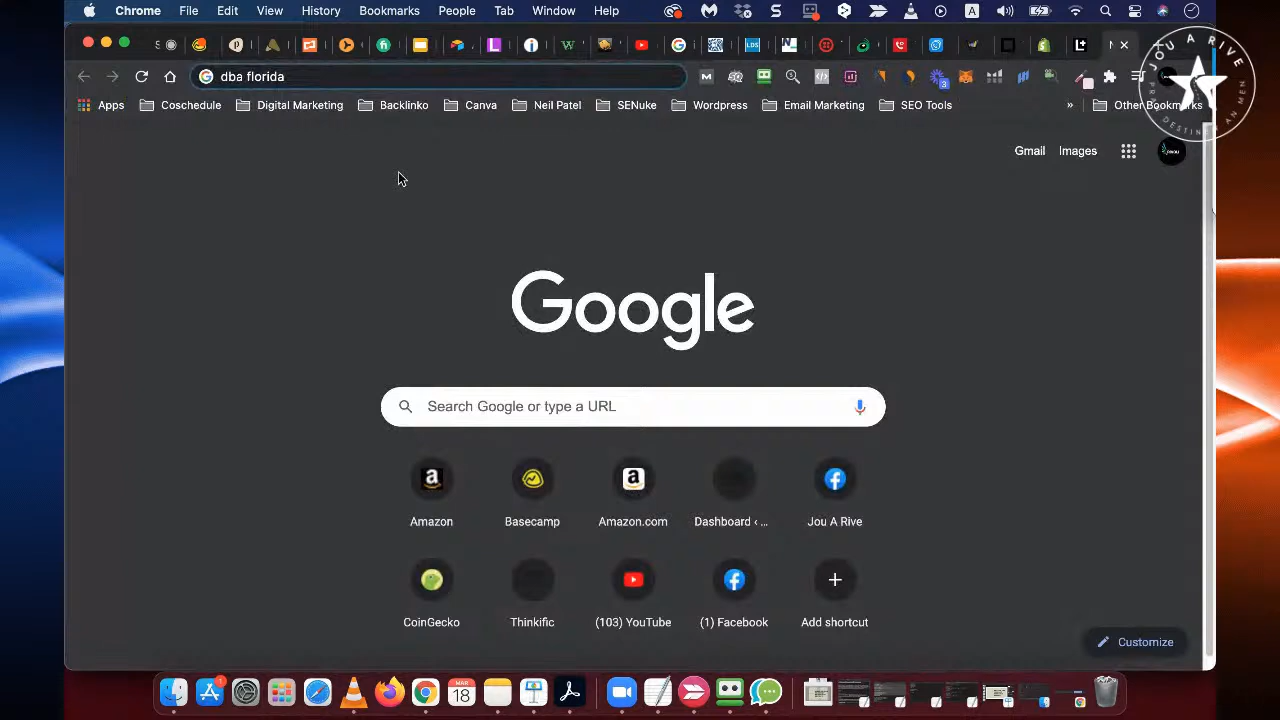 Chrome File Edit View History Bookmarks People Tab Window Help
dba florida
Apps Coschedule Digital Marketing Backlinko Canva Neil Patel SENuke Wordpress Email Marketing SEO Tools » Other Bookmarks
JOU A RIVE
Gmail Images
Google
Search Google or type a URL
Amazon Basecamp Amazon.com Dashboard ‹ ... Jou A Rive
CoinGecko Thinkific (103) YouTube (1) Facebook Add shortcut
Customize
MAR
18